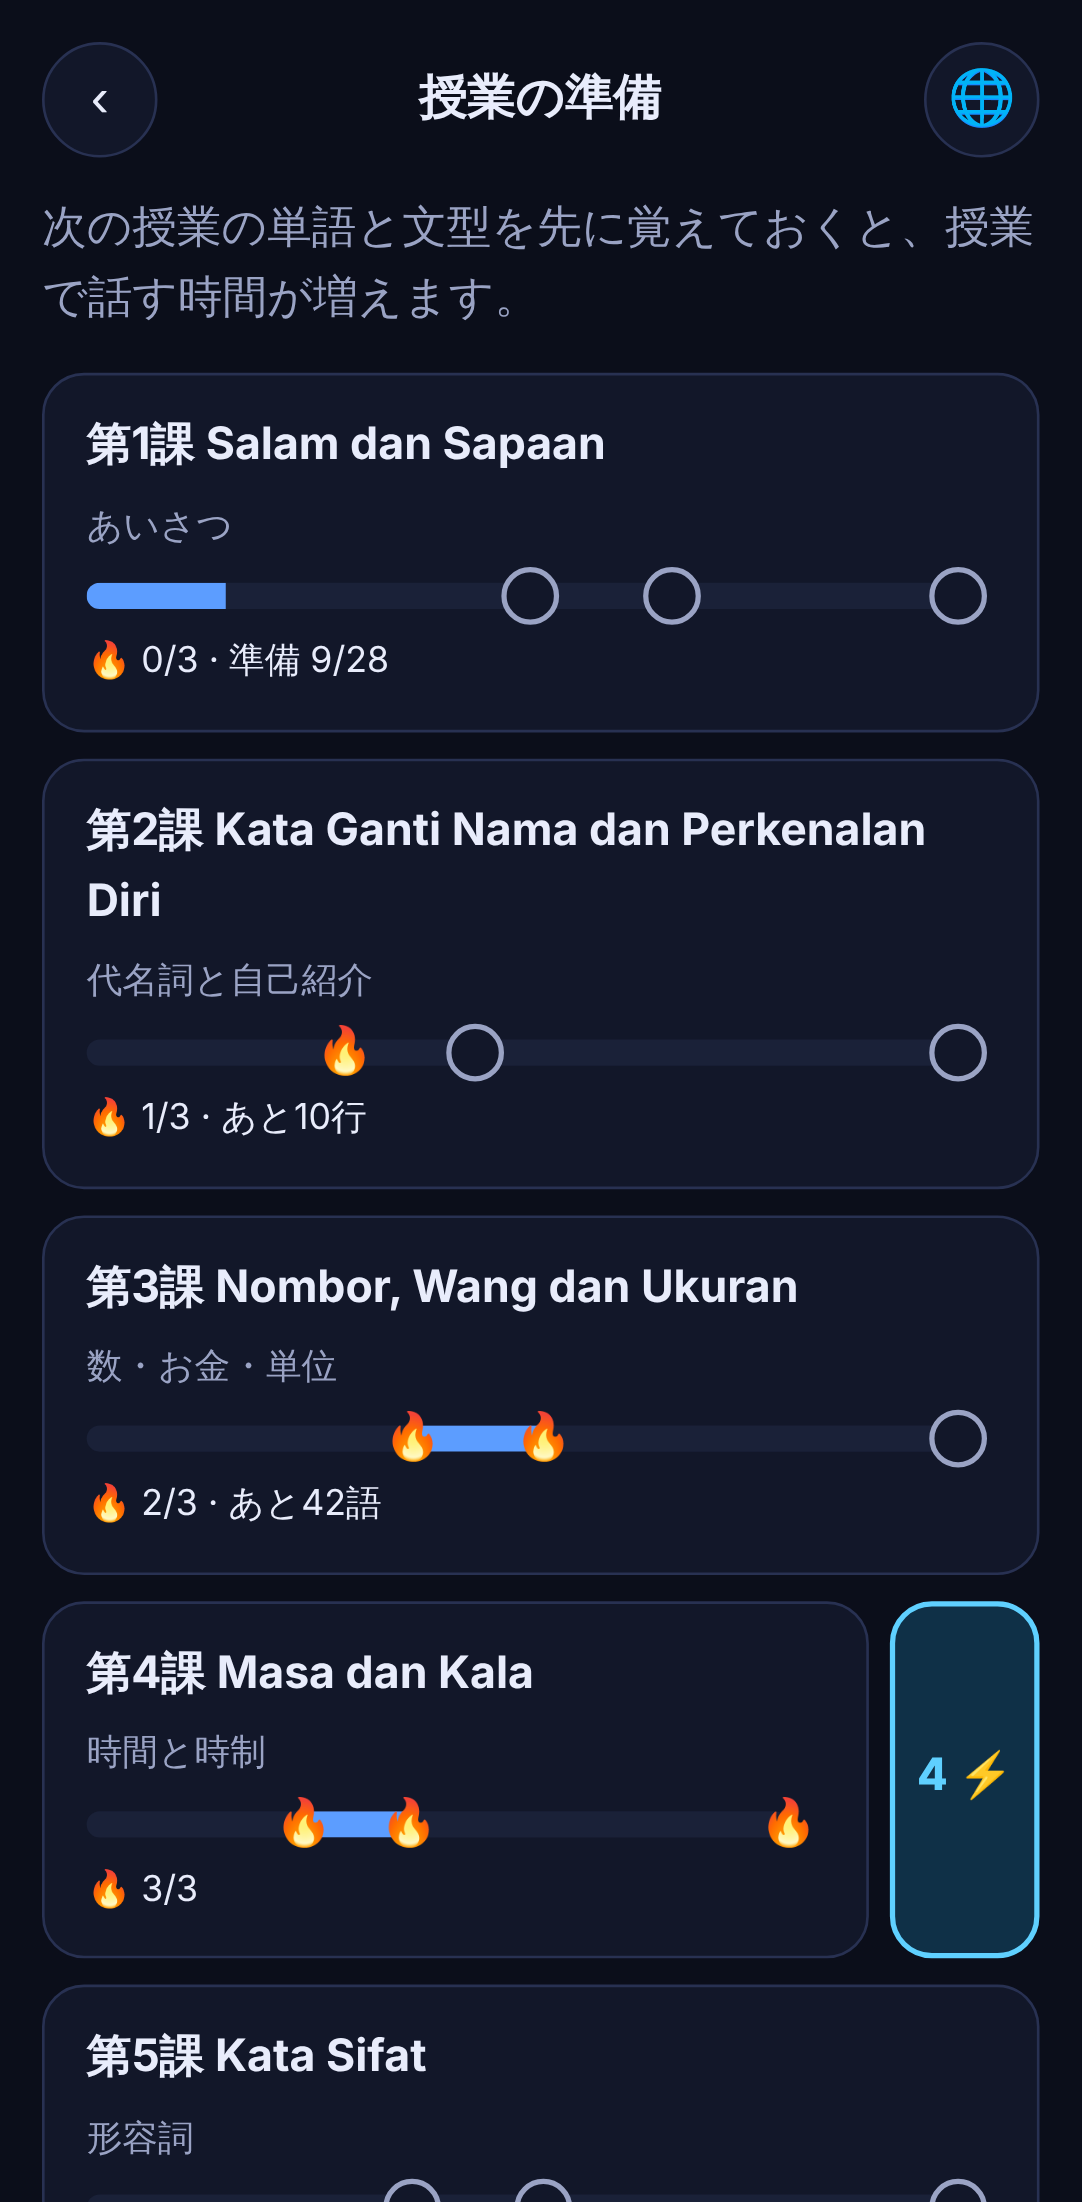 ‹ 授業の準備 🌐
次の授業の単語と文型を先に覚えておくと、授業
で話す時間が増えます。
第1課 Salam dan Sapaan
あいさつ
🔥 0/3 · 準備 9/28
第2課 Kata Ganti Nama dan Perkenalan
Diri
代名詞と自己紹介
🔥 1/3 · あと10行
第3課 Nombor, Wang dan Ukuran
数・お金・単位
🔥 2/3 · あと42語
第4課 Masa dan Kala
時間と時制
🔥 3/3
4 ⚡
第5課 Kata Sifat
形容詞